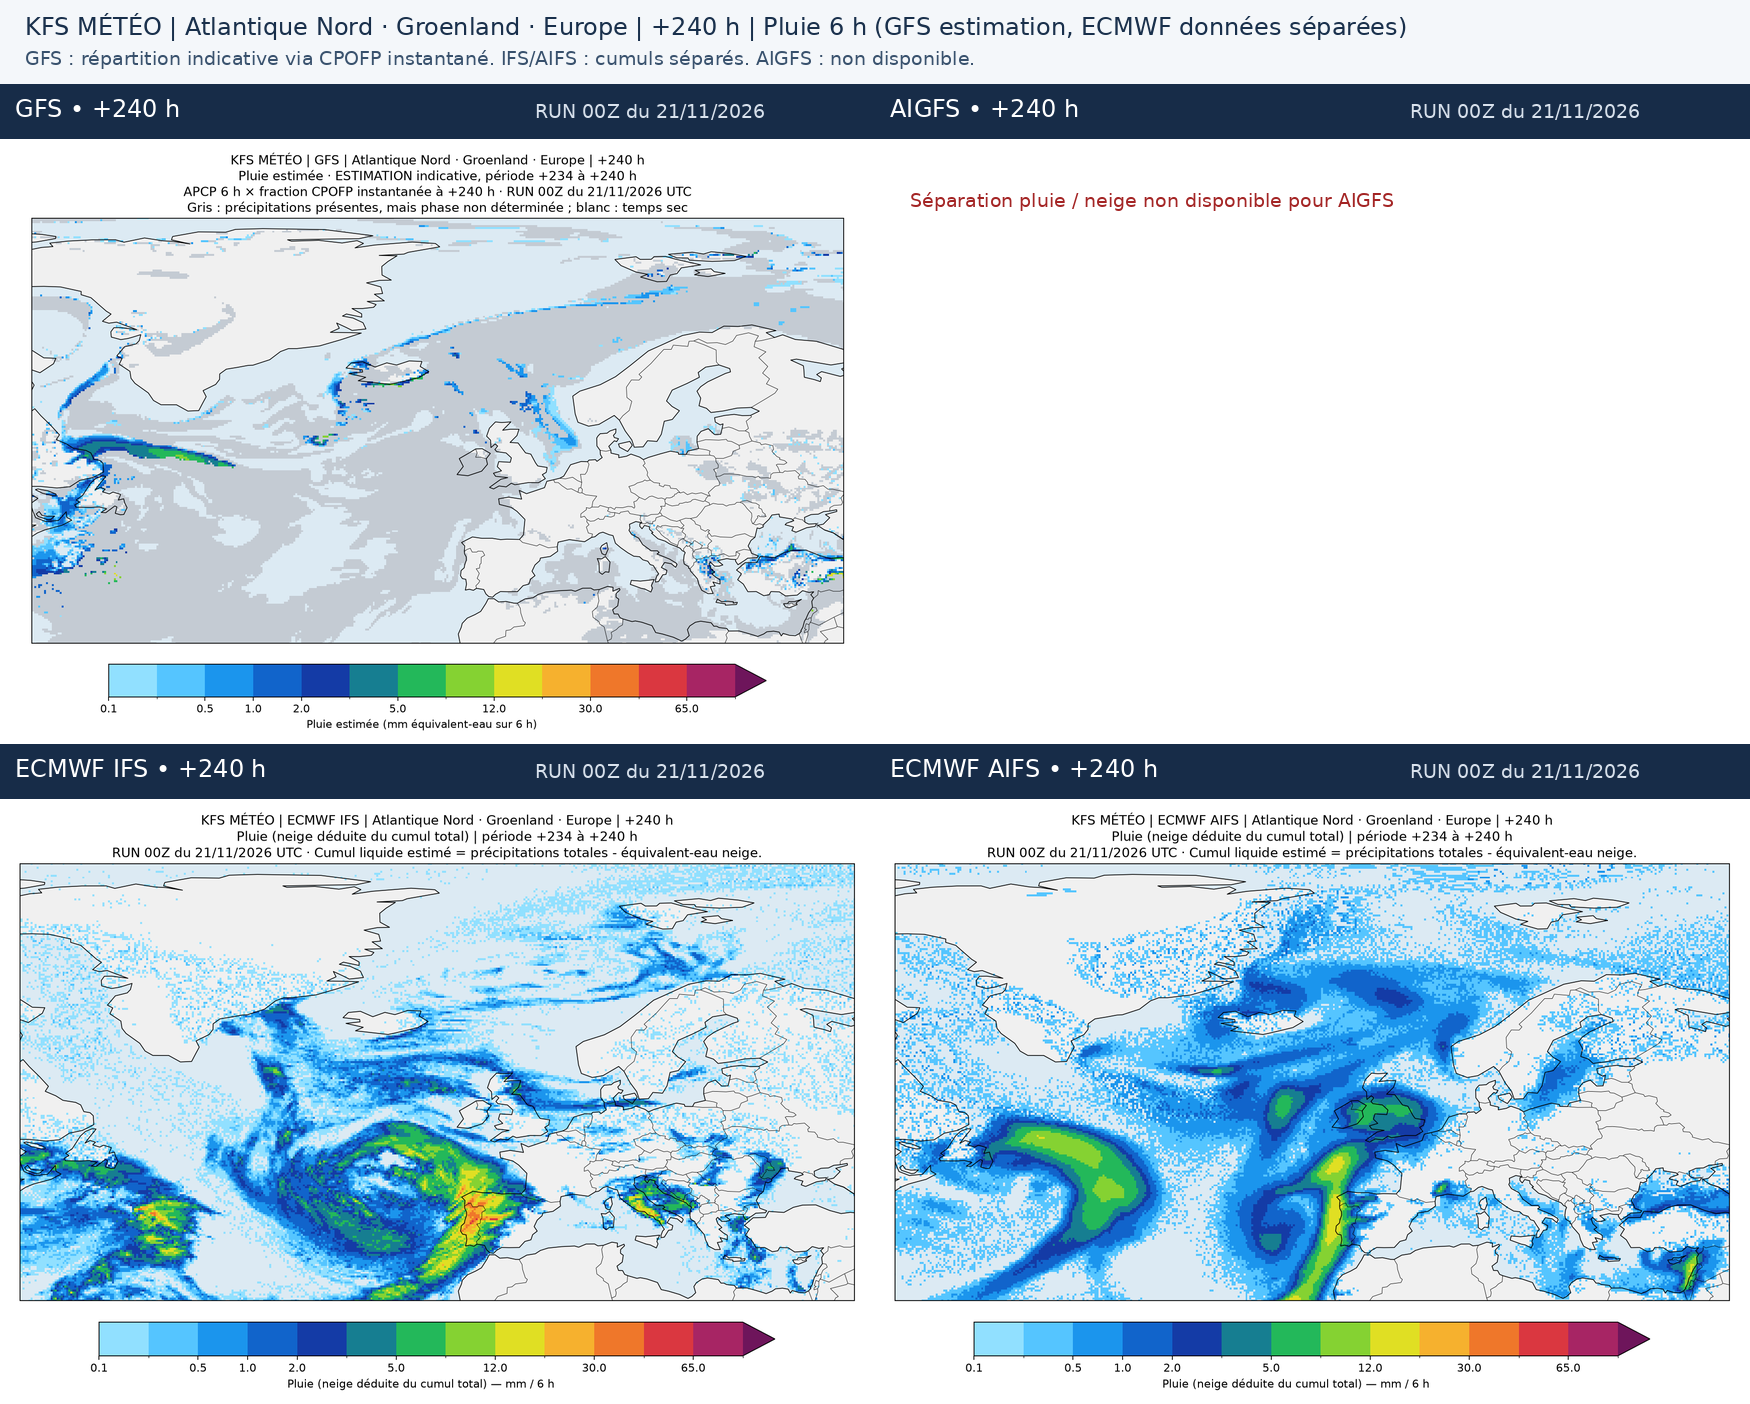 KFS MÉTÉO | Atlantique Nord · Groenland · Europe | +240 h | Pluie 6 h (GFS estimation, ECMWF données séparées)
GFS : répartition indicative via CPOFP instantané. IFS/AIFS : cumuls séparés. AIGFS : non disponible.
GFS • +240 h
RUN 00Z du 21/11/2026
AIGFS • +240 h
RUN 00Z du 21/11/2026
KFS MÉTÉO | GFS | Atlantique Nord · Groenland · Europe | +240 h
Pluie estimée · ESTIMATION indicative, période +234 à +240 h
APCP 6 h × fraction CPOFP instantanée à +240 h · RUN 00Z du 21/11/2026 UTC
Gris : précipitations présentes, mais phase non déterminée ; blanc : temps sec
Séparation pluie / neige non disponible pour AIGFS
0.1 0.5 1.0 2.0 5.0 12.0 30.0 65.0
Pluie estimée (mm équivalent-eau sur 6 h)
ECMWF IFS • +240 h
RUN 00Z du 21/11/2026
ECMWF AIFS • +240 h
RUN 00Z du 21/11/2026
KFS MÉTÉO | ECMWF IFS | Atlantique Nord · Groenland · Europe | +240 h
Pluie (neige déduite du cumul total) | période +234 à +240 h
RUN 00Z du 21/11/2026 UTC · Cumul liquide estimé = précipitations totales - équivalent-eau neige.
KFS MÉTÉO | ECMWF AIFS | Atlantique Nord · Groenland · Europe | +240 h
Pluie (neige déduite du cumul total) | période +234 à +240 h
RUN 00Z du 21/11/2026 UTC · Cumul liquide estimé = précipitations totales - équivalent-eau neige.
0.1 0.5 1.0 2.0 5.0 12.0 30.0 65.0
Pluie (neige déduite du cumul total) — mm / 6 h
0.1 0.5 1.0 2.0 5.0 12.0 30.0 65.0
Pluie (neige déduite du cumul total) — mm / 6 h